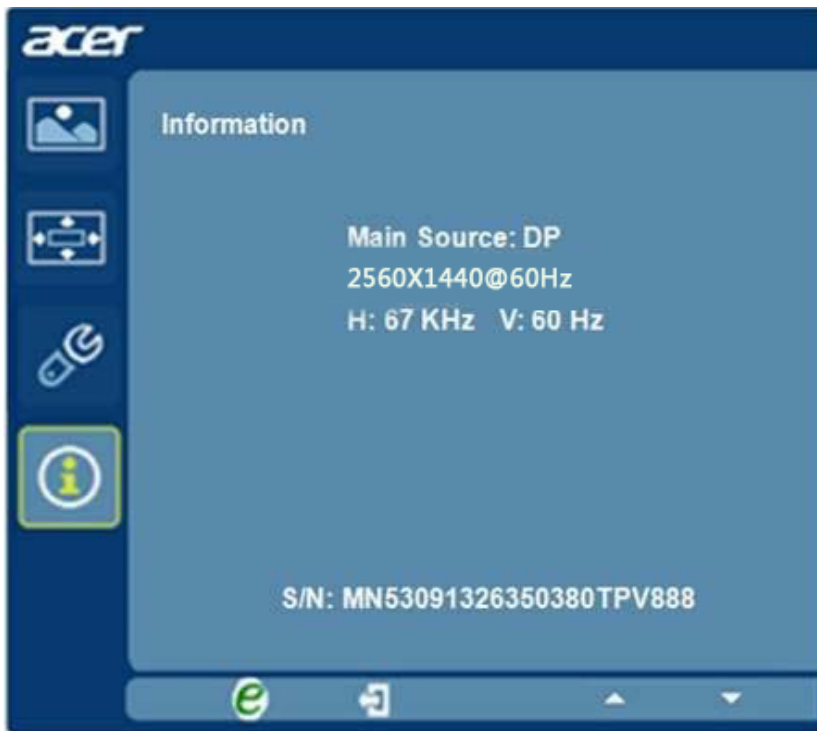 acer
Information
Main Source: DP
2560X1440@60Hz
H: 67 KHz V: 60 Hz
S/N: MN53091326350380TPV888
e